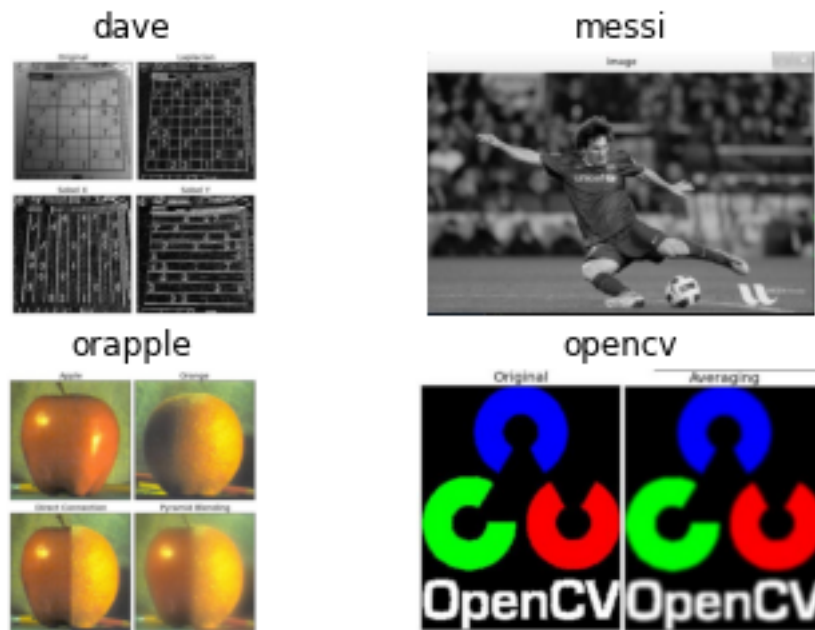 dave
messi
Original
Laplacian
Image
Sobel X
Sobel Y
unicef
orapple
opencv
Apple
Orange
Original
Averaging
Direct Connection
Pyramid Blending
OpenCV
OpenCV